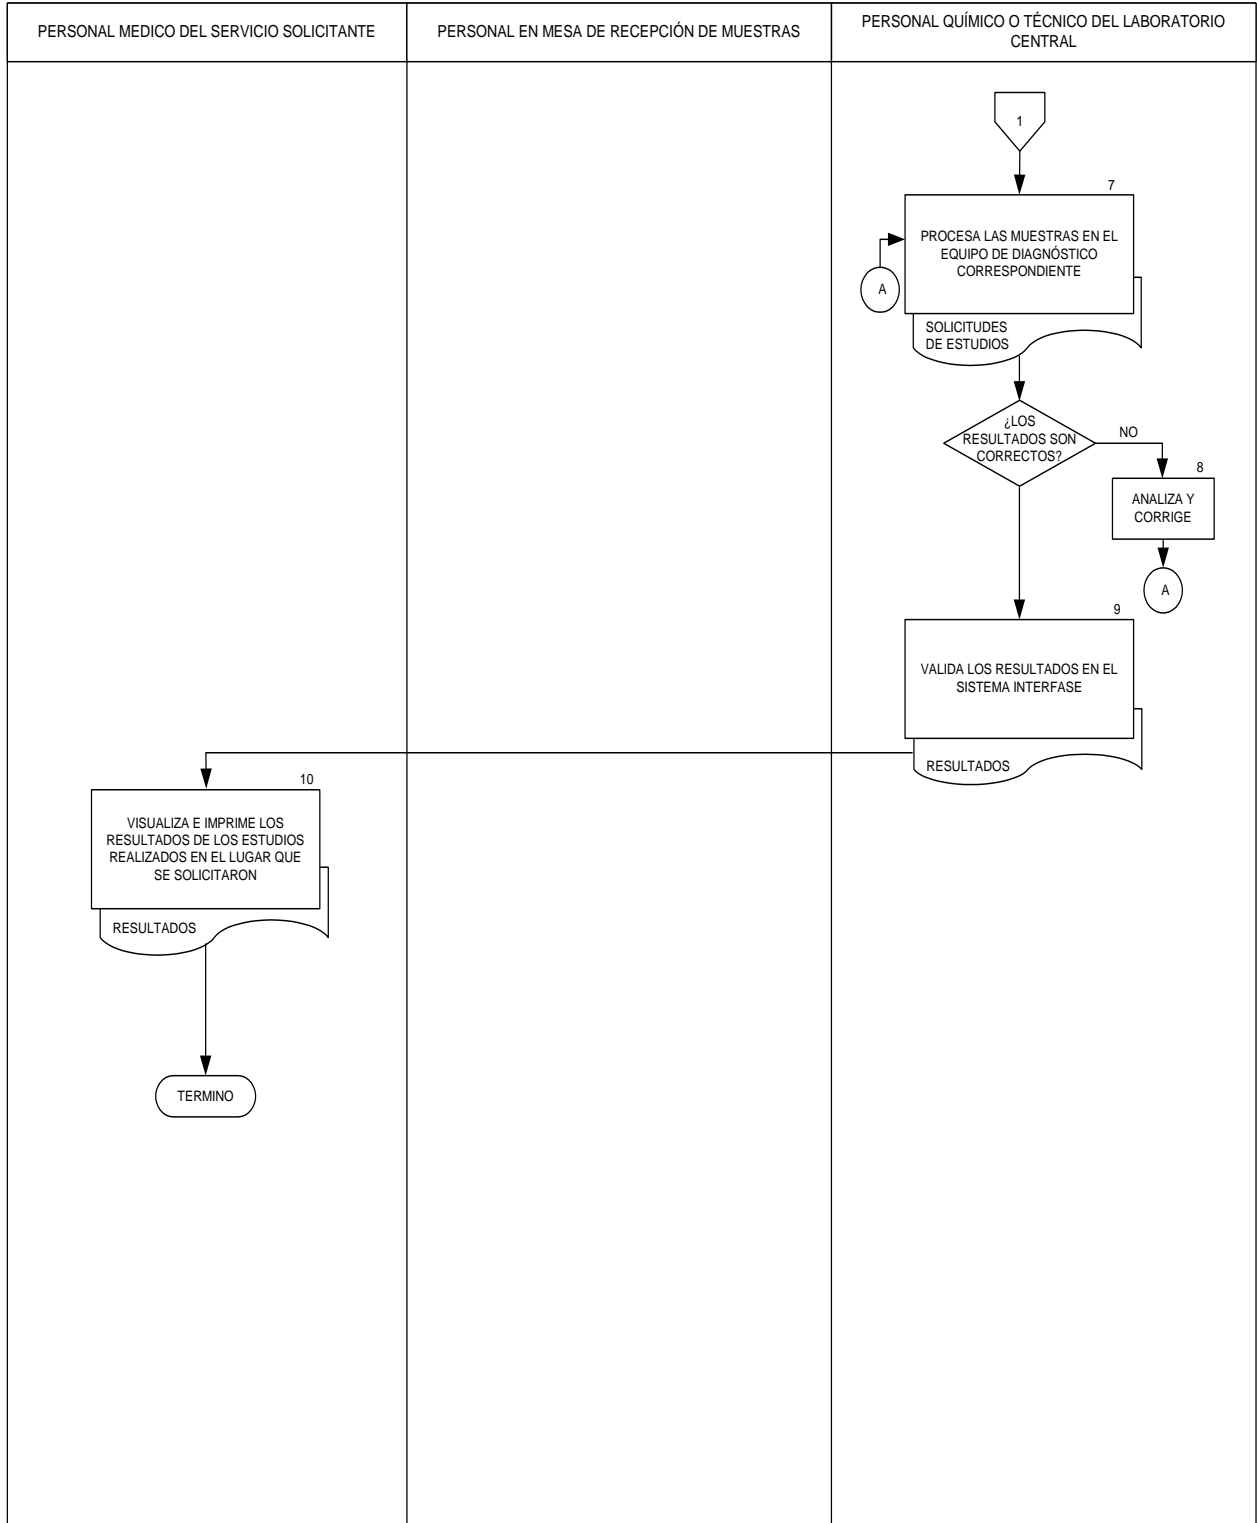 PERSONAL MEDICO DEL SERVICIO SOLICITANTE
PERSONAL EN MESA DE RECEPCIÓN DE MUESTRAS
PERSONAL QUÍMICO O TÉCNICO DEL LABORATORIO
CENTRAL
1
7
PROCESA LAS MUESTRAS EN EL
EQUIPO DE DIAGNÓSTICO
CORRESPONDIENTE
A
SOLICITUDES
DE ESTUDIOS
¿LOS
RESULTADOS SON
CORRECTOS?
NO
8
ANALIZA Y
CORRIGE
A
9
VALIDA LOS RESULTADOS EN EL
SISTEMA INTERFASE
RESULTADOS
10
VISUALIZA E IMPRIME LOS
RESULTADOS DE LOS ESTUDIOS
REALIZADOS EN EL LUGAR QUE
SE SOLICITARON
RESULTADOS
TERMINO